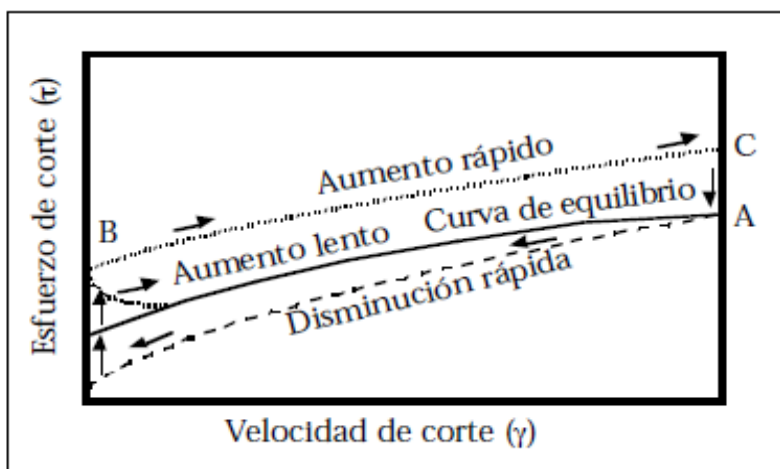 Esfuerzo de corte (τ)
Aumento rápido
C
B
Curva de equilibrio
A
Aumento lento
Disminución rápida
Velocidad de corte (γ)